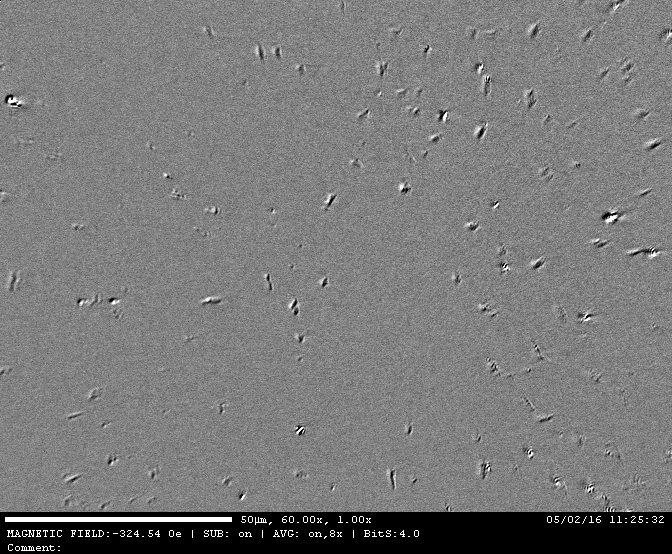 50µm, 60.00x, 1.00x 05/02/16 11:25:32
MAGNETIC FIELD:-324.54 Oe | SUB: on | AVG: on,8x | BitS:4.0
Comment: